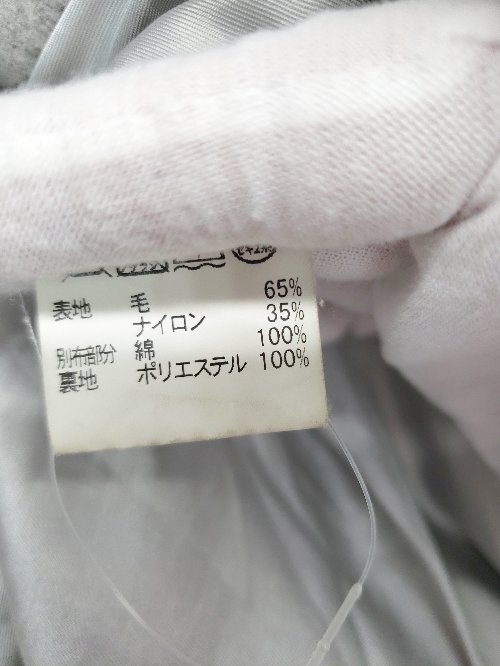 表地 毛 65%
ナイロン 35%
別布部分 綿 100%
裏地 ポリエステル 100%